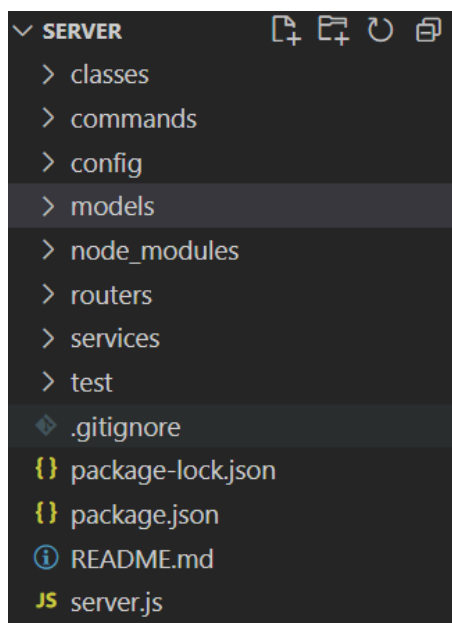 SERVER
classes
commands
config
models
node_modules
routers
services
test
.gitignore
{} package-lock.json
{} package.json
README.md
JS server.js